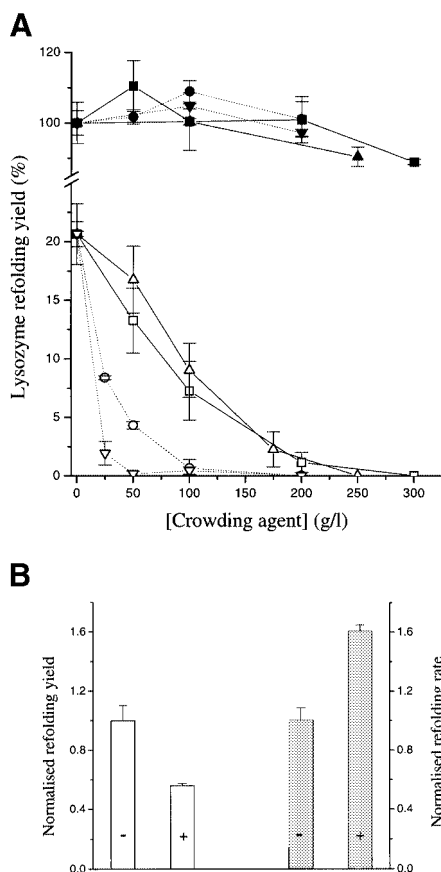 A
120
100
80
20
15
10
5
0
Lysozyme refolding yield (%)
0 50 100 150 200 250 300
[Crowding agent] (g/l)
B
1.6
1.2
0.8
0.4
0.0
Normalised refolding yield
- + - +
1.6
1.2
0.8
0.4
0.0
Normalised refolding rate